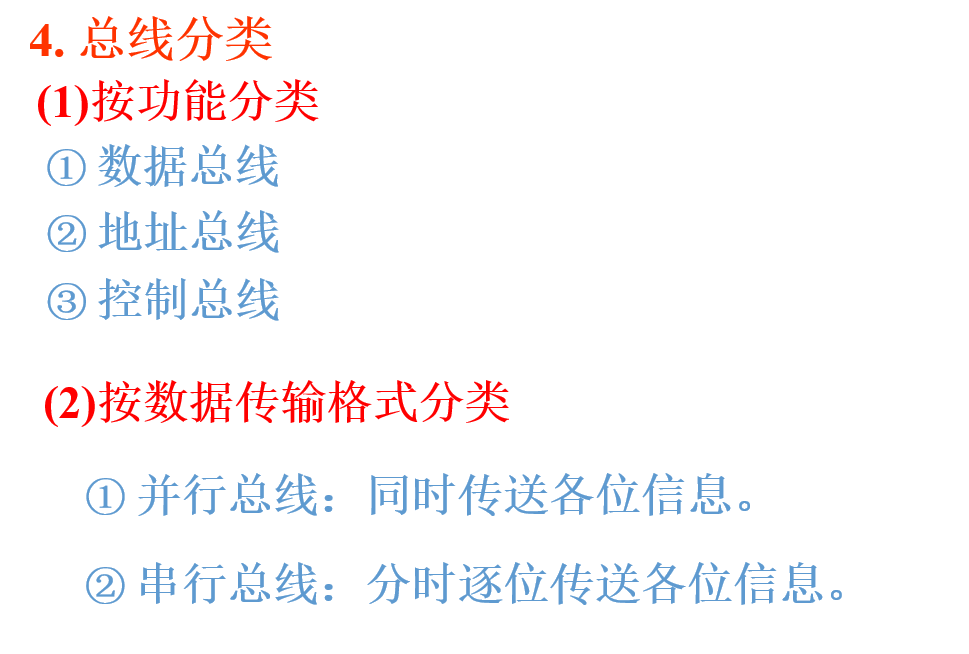 4. 总线分类
(1)按功能分类
① 数据总线
② 地址总线
③ 控制总线
(2)按数据传输格式分类
① 并行总线：同时传送各位信息。
② 串行总线：分时逐位传送各位信息。